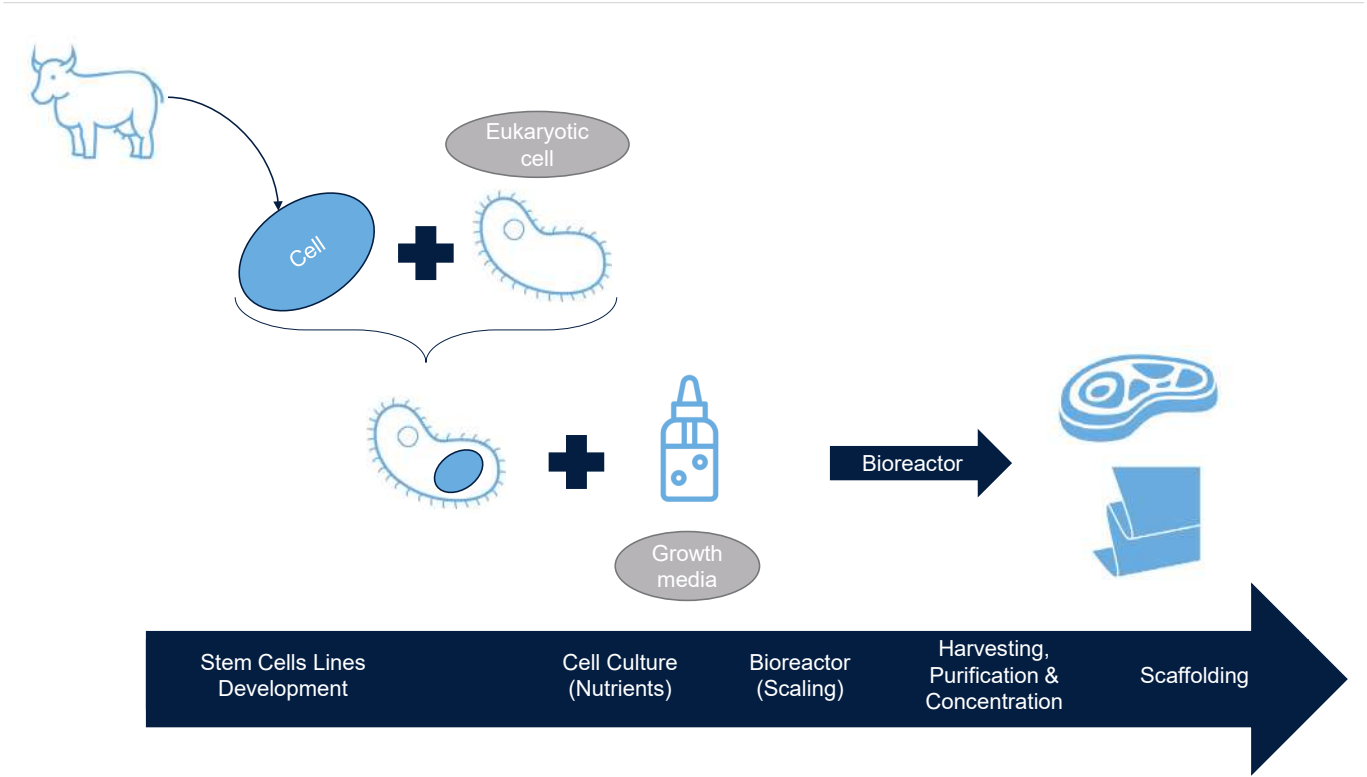 Eukaryotic
cell
Cell
Bioreactor
Growth
media
Stem Cells Lines
Development
Cell Culture
(Nutrients)
Bioreactor
(Scaling)
Harvesting,
Purification &
Concentration
Scaffolding